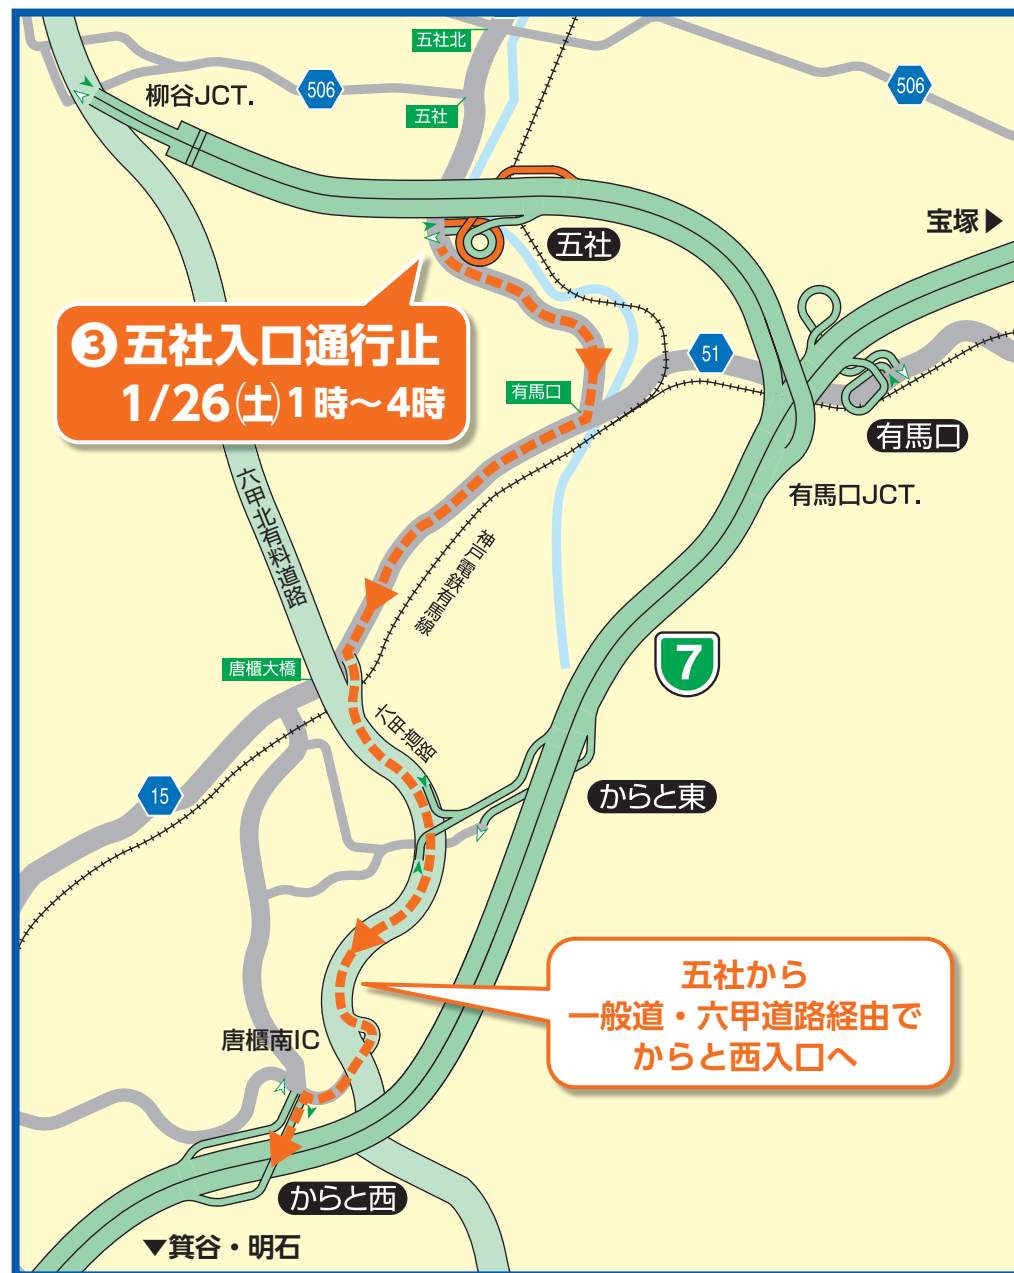 五社北
506
506
柳谷JCT.
五社
宝塚▶
五社
❸五社入口通行止
1/26(土)1時～4時
51
有馬口
有馬口
有馬口JCT.
六甲北有料道路
神戸電鉄有馬線
7
唐櫃大橋
六甲道路
15
からと東
五社から
一般道・六甲道路経由で
からと西入口へ
唐櫃南IC
からと西
▼箕谷・明石